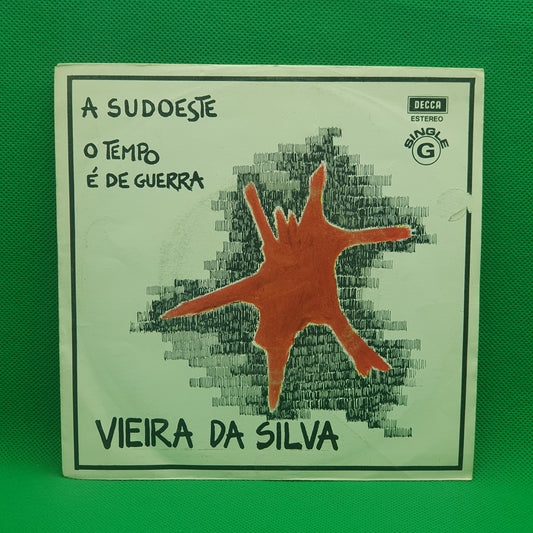 A SUDOESTE
O TEMPO
É DE GUERRA
DECCA
ESTEREO
SINGLE
G
VIEIRA DA SILVA